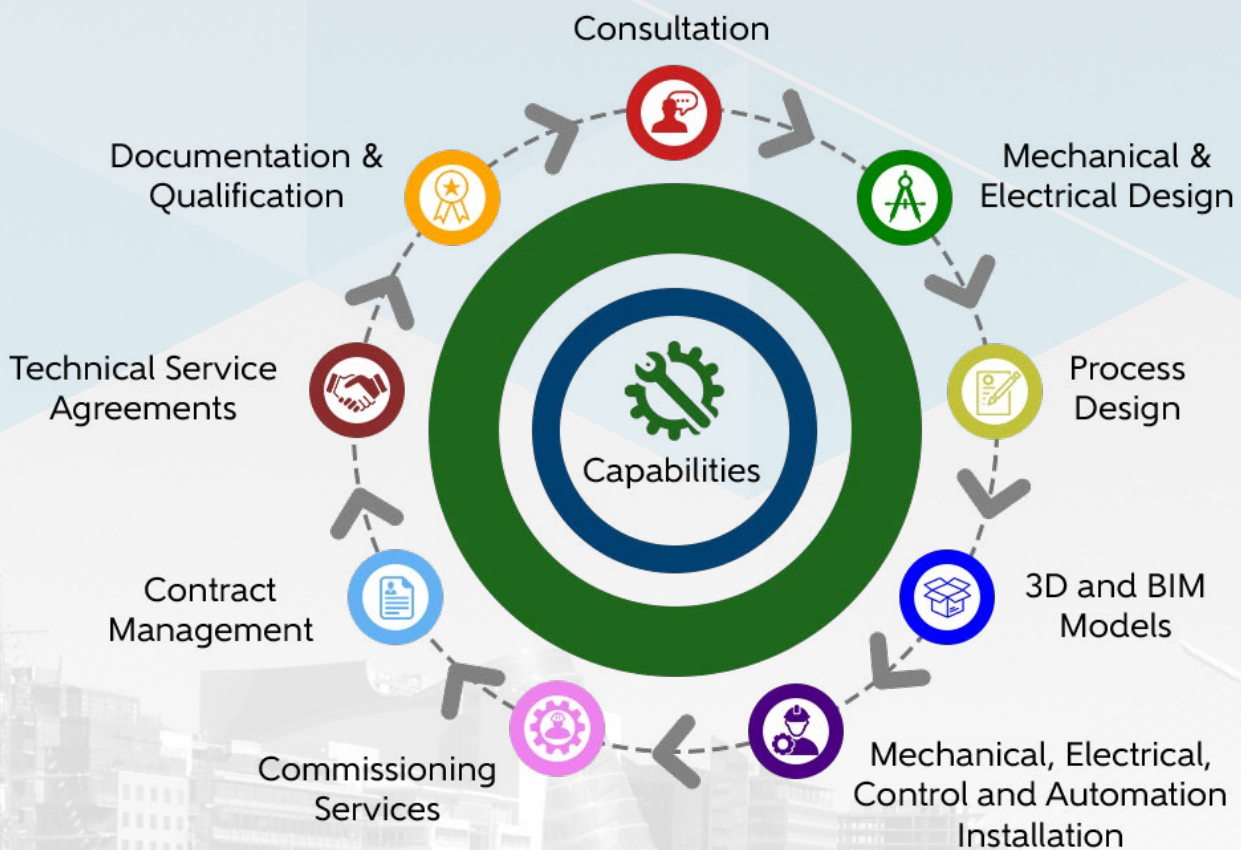 Consultation
Mechanical &
Electrical Design
Process
Design
3D and BIM
Models
Mechanical, Electrical,
Control and Automation
Installation
Commissioning
Services
Contract
Management
Technical Service
Agreements
Documentation &
Qualification
Capabilities